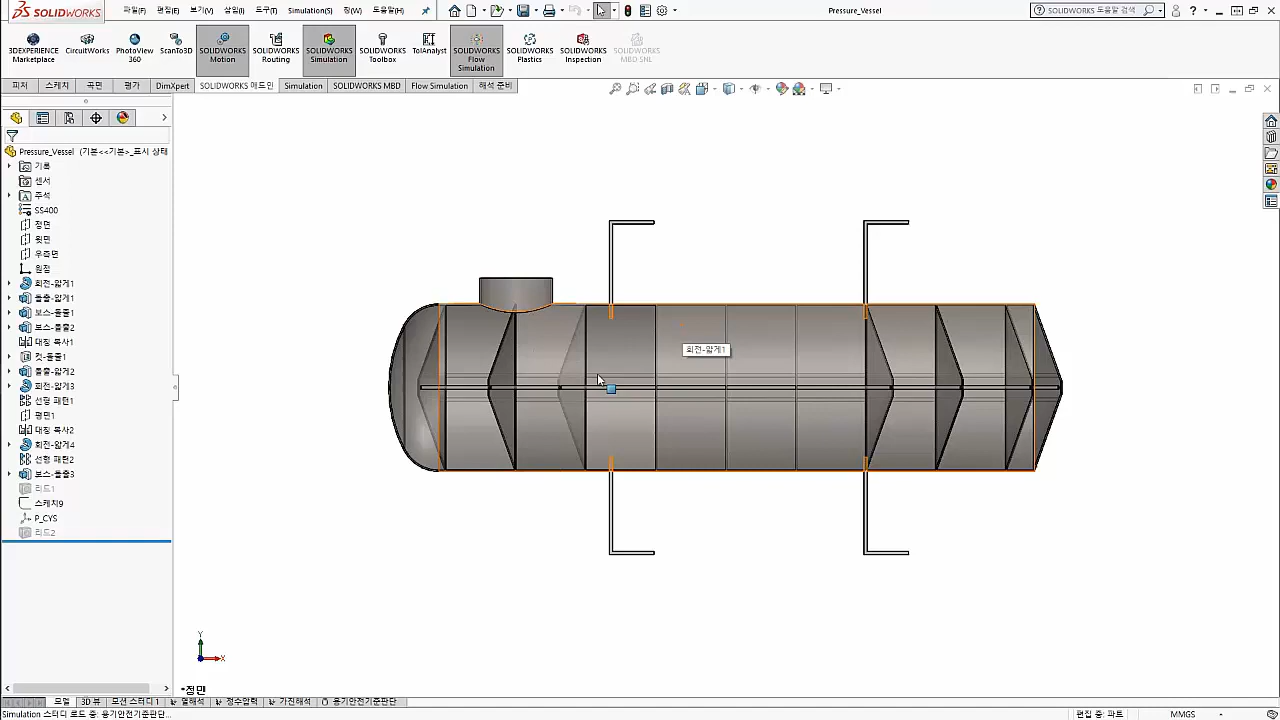 SOLIDWORKS
파일(F) 편집(E) 보기(V) 삽입(I) 도구(T) Simulation(S) 창(W) 도움말(H)
Pressure_Vessel
SOLIDWORKS 도움말 검색
3DEXPERIENCE Marketplace
CircuitWorks
PhotoView 360
ScanTo3D
SOLIDWORKS Motion
SOLIDWORKS Routing
SOLIDWORKS Simulation
SOLIDWORKS Toolbox
TolAnalyst
SOLIDWORKS Flow Simulation
SOLIDWORKS Plastics
SOLIDWORKS Inspection
SOLIDWORKS MBD SNL
피처 스케치 곡면 평가 DimXpert SOLIDWORKS 애드인 Simulation SOLIDWORKS MBD Flow Simulation 해석 준비
Pressure_Vessel (기본<<기본>_표시 상태
기록
센서
주석
SS400
정면
윗면
우측면
원점
회전-얇게1
돌출-얇게1
보스-돌출1
보스-돌출2
대칭 복사1
컷-돌출1
돌출-얇게2
회전-얇게3
선형 패턴1
평면1
대칭 복사2
회전-얇게4
선형 패턴2
보스-돌출3
리드1
스케치9
P_CYS
리드2
회전-얇게1
Y
X
*정면
모델 3D 뷰 모션 스터디 1 열해석 정수압력 가진해석 용기안전기준판단
Simulation 스터디 로드 중: 용기안전기준판단...
편집 중: 파트
MMGS